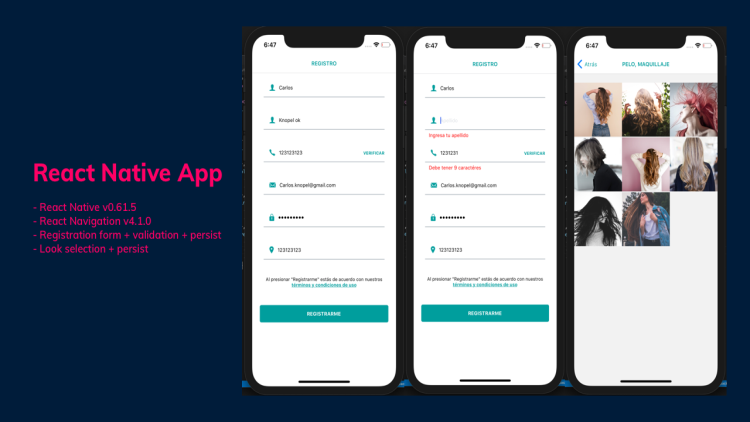 React Native App
- React Native v0.61.5
- React Navigation v4.1.0
- Registration form + validation + persist
- Look selection + persist
6:47
REGISTRO
Carlos
Knopel ok
123123123 VERIFICAR
Carlos.knopel@gmail.com
•••••••••
123123123
Al presionar "Registrarme" estás de acuerdo con nuestros
términos y condiciones de uso
REGISTRARME
6:47
REGISTRO
Carlos
Ingresa tu apellido
1231231 VERIFICAR
Debe tener 9 caractéres
Carlos.knopel@gmail.com
•••••••••
123123123
Al presionar "Registrarme" estás de acuerdo con nuestros
términos y condiciones de uso
REGISTRARME
6:47
Atrás PELO, MAQUILLAJE